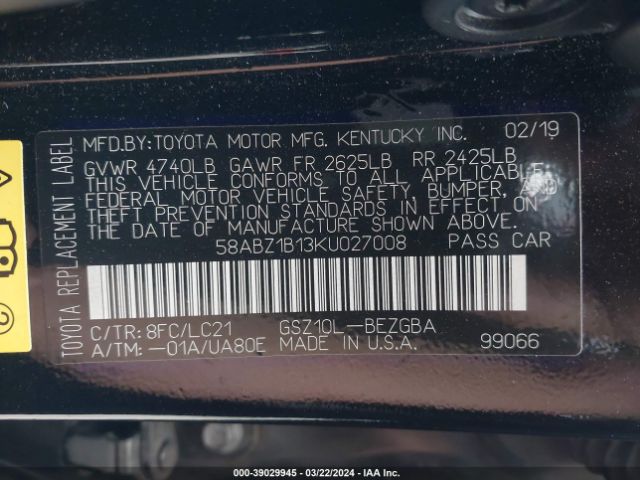 TOYOTA REPLACEMENT LABEL
MFD.BY:TOYOTA MOTOR MFG. KENTUCKY INC. 02/19
GVWR 4740LB GAWR FR 2625LB RR 2425LB
THIS VEHICLE CONFORMS TO ALL APPLICABLE
FEDERAL MOTOR VEHICLE SAFETY, BUMPER, AND
THEFT PREVENTION STANDARDS IN EFFECT ON
THE DATE OF MANUFACTURE SHOWN ABOVE.
58ABZ1B13KU027008 PASS CAR
C/TR: 8FC/LC21 GSZ10L-BEZGBA
A/TM: -01A/UA80E MADE IN U.S.A. 99066
000-39029945 - 03/22/2024 - IAA Inc.